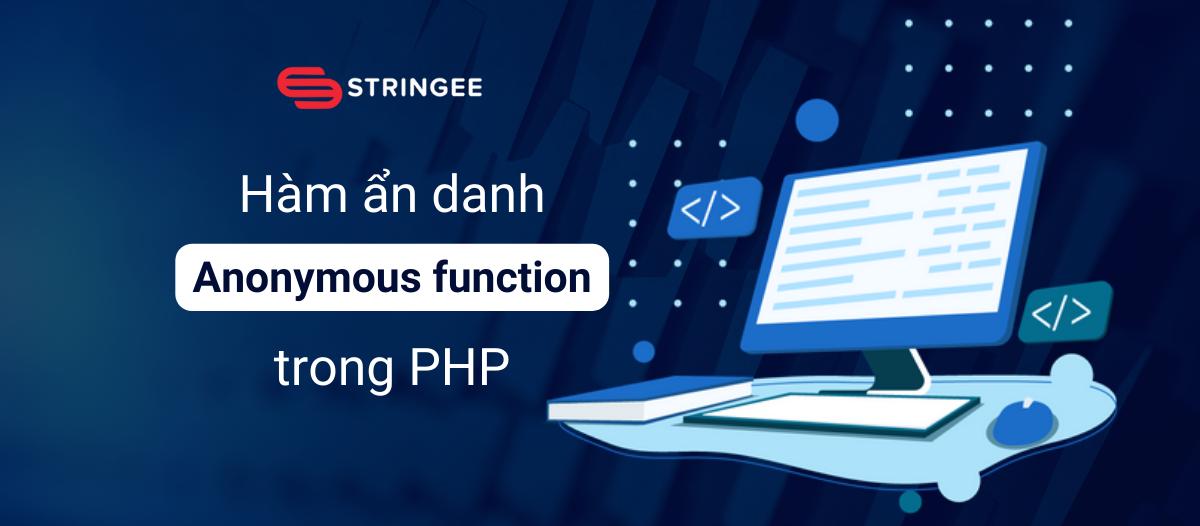 STRINGEE
Hàm ẩn danh
Anonymous function
trong PHP
</>
</>